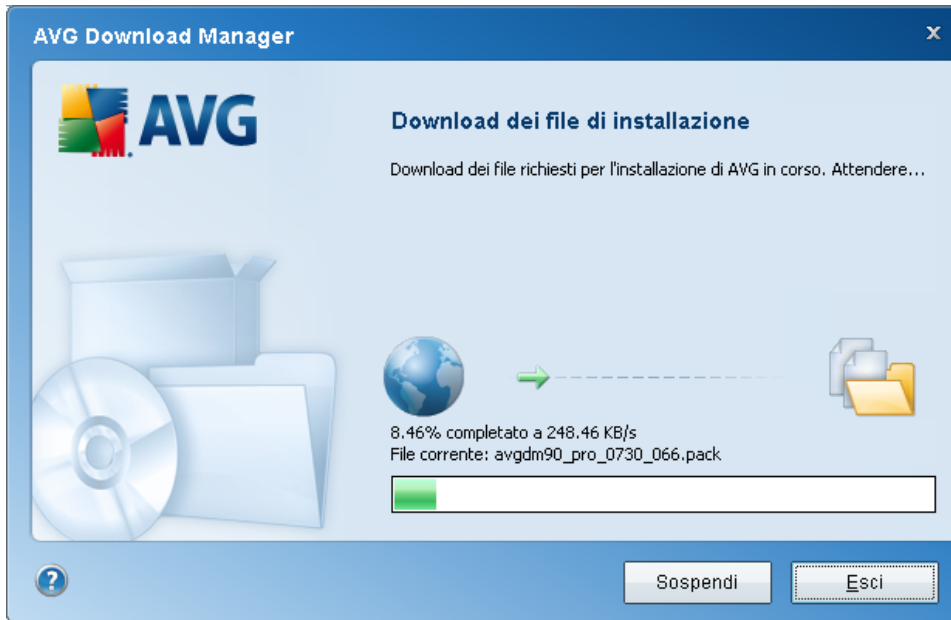 AVG Download Manager
x
AVG
Download dei file di installazione
Download dei file richiesti per l'installazione di AVG in corso. Attendere...
8.46% completato a 248.46 KB/s
File corrente: avgdm90_pro_0730_066.pack
?
Sospendi
Esci